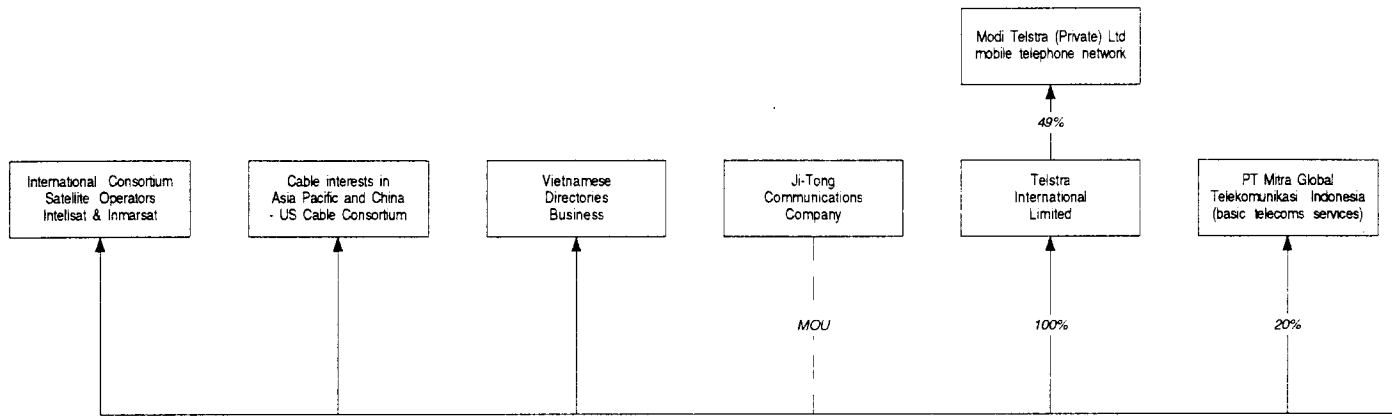 Modi Telstra (Private) Ltd
mobile telephone network
49%
International Consortium
Satellite Operators
Intelisat & Inmarsat
Cable interests in
Asia Pacific and China
- US Cable Consortium
Vietnamese
Directories
Business
Ji-Tong
Communications
Company
Telstra
International
Limited
PT Mitra Global
Telekomunikasi Indonesia
(basic telecoms services)
MOU
100%
20%